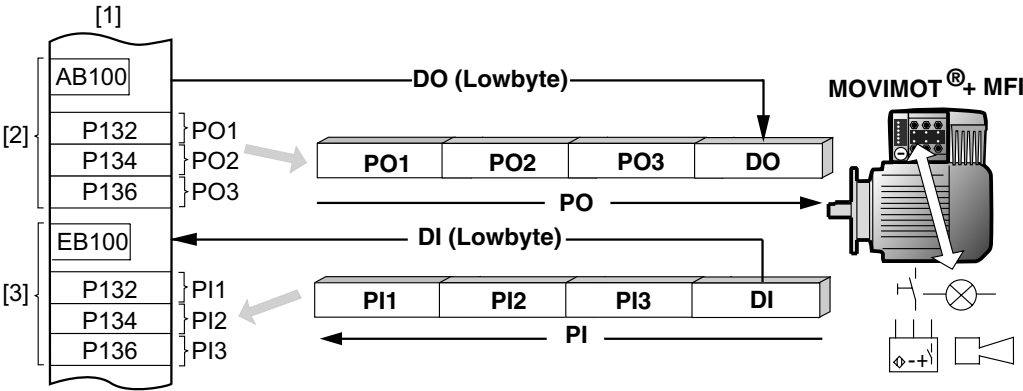 [1]
AB100
DO (Lowbyte)
MOVIMOT ®+ MFI
[2]
P132
PO1
P134
PO2
P136
PO3
PO1 PO2 PO3 DO
PO
EB100
DI (Lowbyte)
[3]
P132
PI1
P134
PI2
P136
PI3
PI1 PI2 PI3 DI
PI